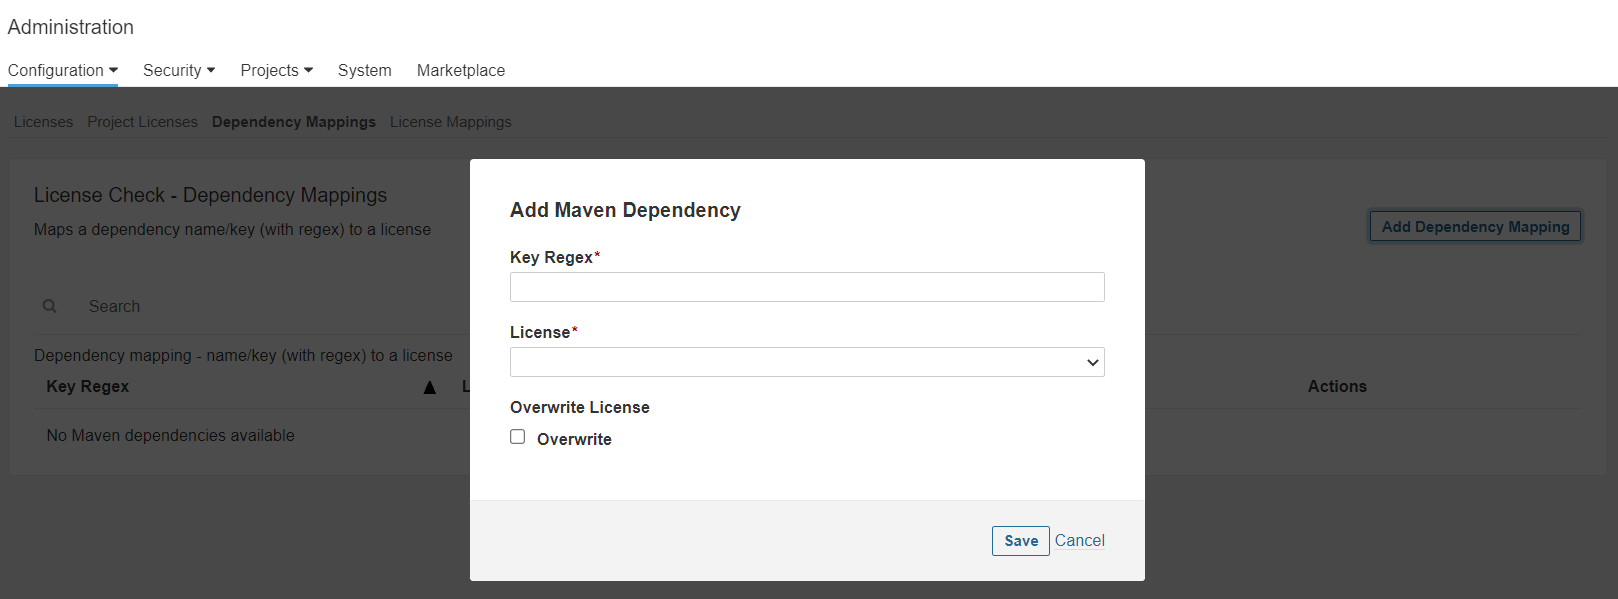 Administration
Configuration Security Projects System Marketplace
Licenses Project Licenses Dependency Mappings License Mappings
License Check - Dependency Mappings
Maps a dependency name/key (with regex) to a license
Add Dependency Mapping
Search
Dependency mapping - name/key (with regex) to a license
Key Regex L Actions
No Maven dependencies available
Add Maven Dependency
Key Regex*
License*
Overwrite License
Overwrite
Save Cancel